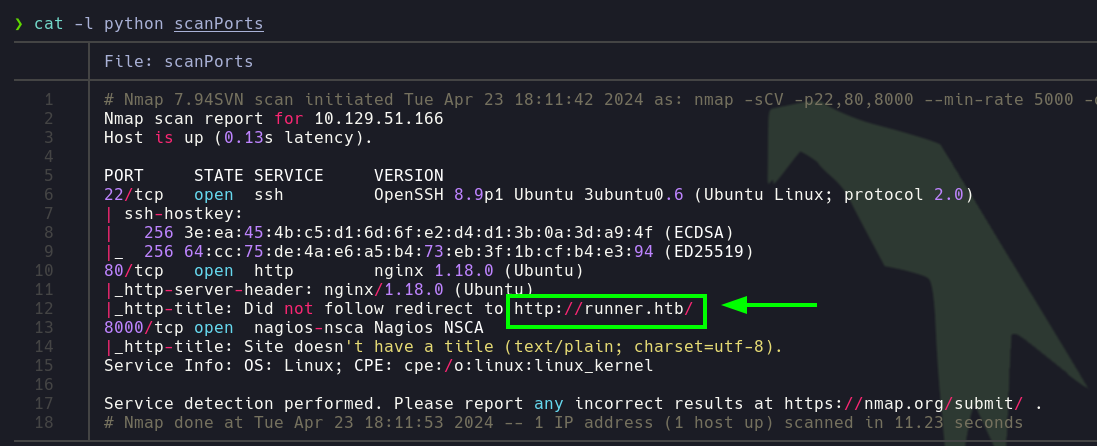 ❯ cat -l python scanPorts
File: scanPorts
1 # Nmap 7.94SVN scan initiated Tue Apr 23 18:11:42 2024 as: nmap -sCV -p22,80,8000 --min-rate 5000 -
2 Nmap scan report for 10.129.51.166
3 Host is up (0.13s latency).
4
5 PORT     STATE SERVICE     VERSION
6 22/tcp   open  ssh         OpenSSH 8.9p1 Ubuntu 3ubuntu0.6 (Ubuntu Linux; protocol 2.0)
7 | ssh-hostkey:
8 |   256 3e:ea:45:4b:c5:d1:6d:6f:e2:d4:d1:3b:0a:3d:a9:4f (ECDSA)
9 |_  256 64:cc:75:de:4a:e6:a5:b4:73:eb:3f:1b:cf:b4:e3:94 (ED25519)
10 80/tcp   open  http        nginx 1.18.0 (Ubuntu)
11 |_http-server-header: nginx/1.18.0 (Ubuntu)
12 |_http-title: Did not follow redirect to http://runner.htb/
13 8000/tcp open  nagios-nsca Nagios NSCA
14 |_http-title: Site doesn't have a title (text/plain; charset=utf-8).
15 Service Info: OS: Linux; CPE: cpe:/o:linux:linux_kernel
16
17 Service detection performed. Please report any incorrect results at https://nmap.org/submit/ .
18 # Nmap done at Tue Apr 23 18:11:53 2024 -- 1 IP address (1 host up) scanned in 11.23 seconds